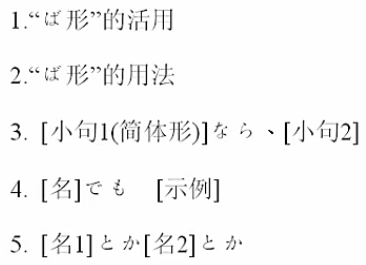 1.“ば形”的活用
2.“ば形”的用法
3. [小句1(简体形)]なら、[小句2]
4. [名]でも [示例]
5. [名1]とか[名2]とか